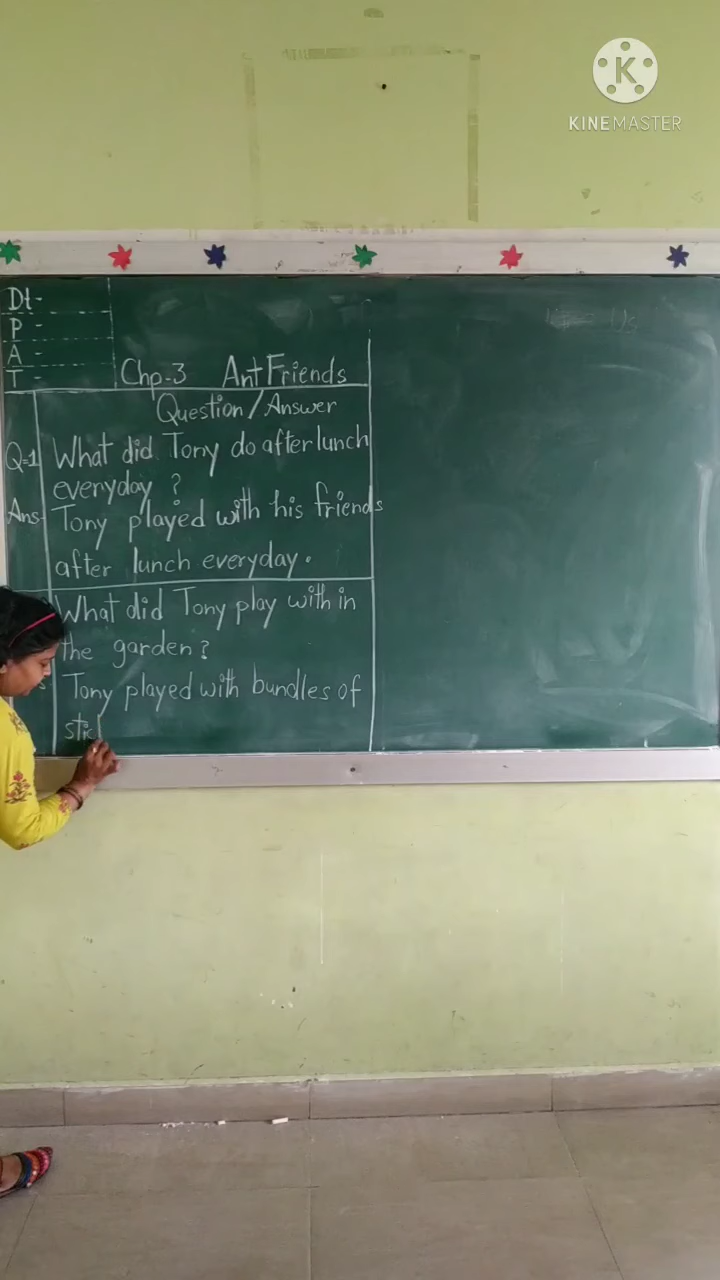 K
KINEMASTER
Dt-
P -
A -
T -
Chp-3 Ant Friends
Question/Answer
Q=1 What did Tony do after lunch
everyday ?
Ans- Tony played with his friends
after lunch everyday.
What did Tony play with in
the garden?
Tony played with bundles of
stic